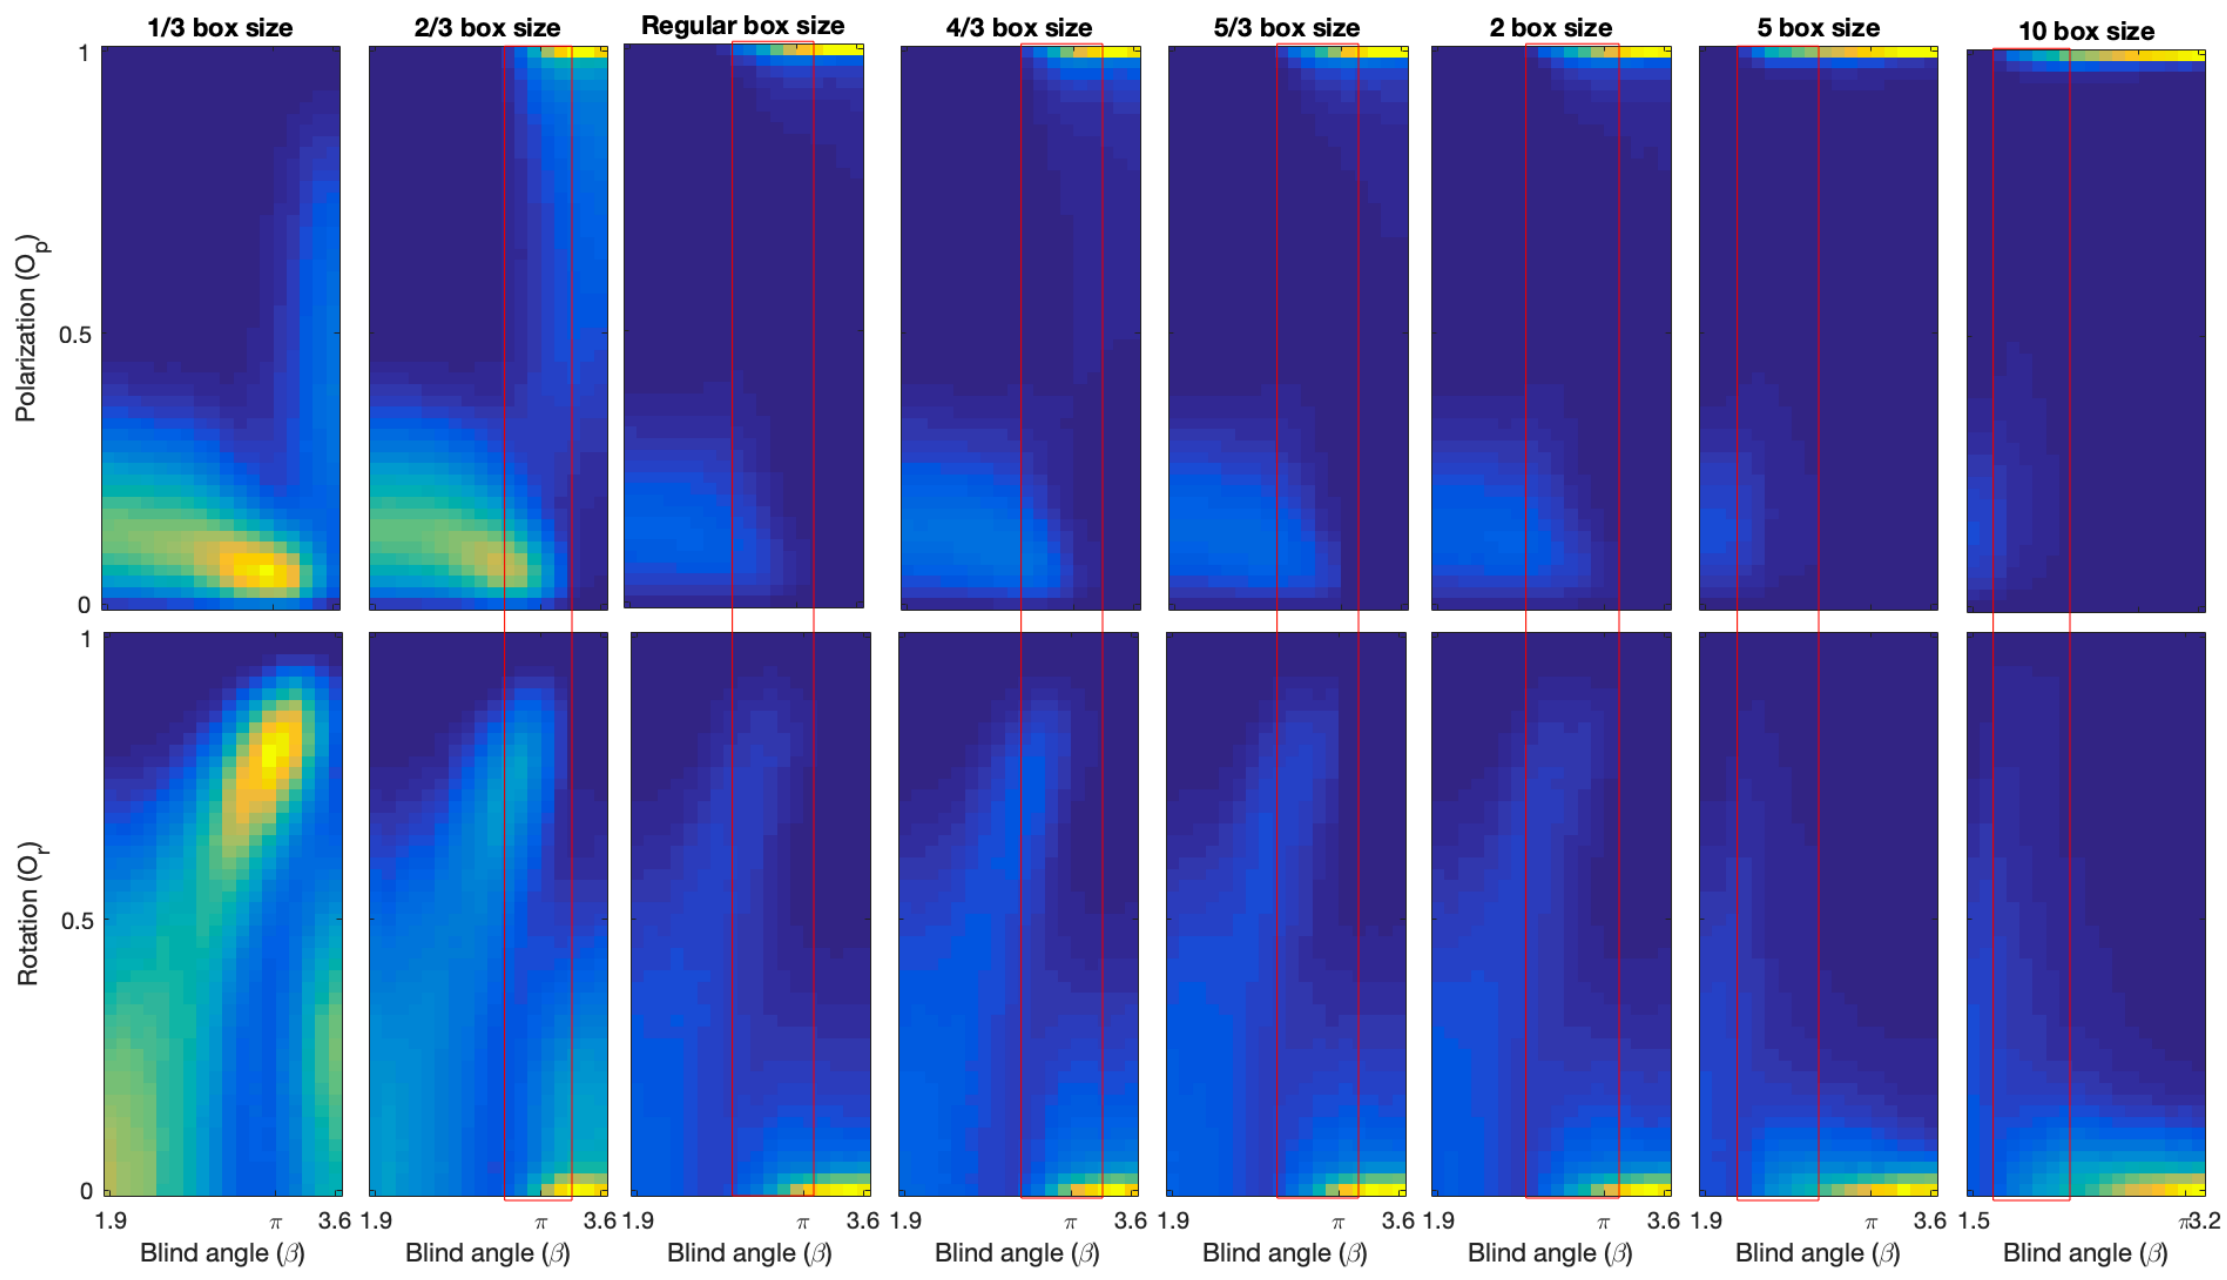 1/3 box size 2/3 box size Regular box size 4/3 box size 5/3 box size 2 box size 5 box size 10 box size
1
Polarization (Op)
0.5
0
1
Rotation (Or)
0.5
0
1.9 π 3.6 1.9 π 3.6 1.9 π 3.6 1.9 π 3.6 1.9 π 3.6 1.9 π 3.6 1.9 π 3.6 1.5 π 3.2
Blind angle (β) Blind angle (β) Blind angle (β) Blind angle (β) Blind angle (β) Blind angle (β) Blind angle (β) Blind angle (β)